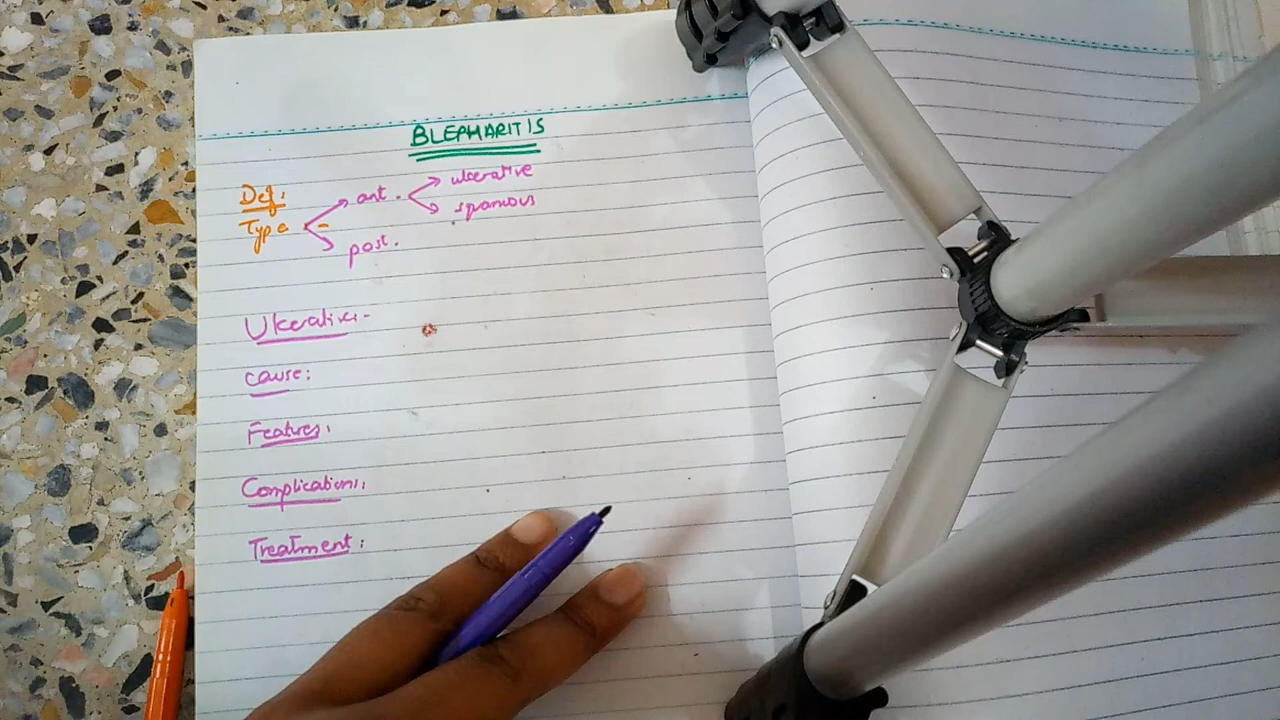 BLEPHARITIS
Def:
Type - ant. ulcerative
squamous
post.
Ulcerative:-
cause:
Features:
Complications:
Treatment: